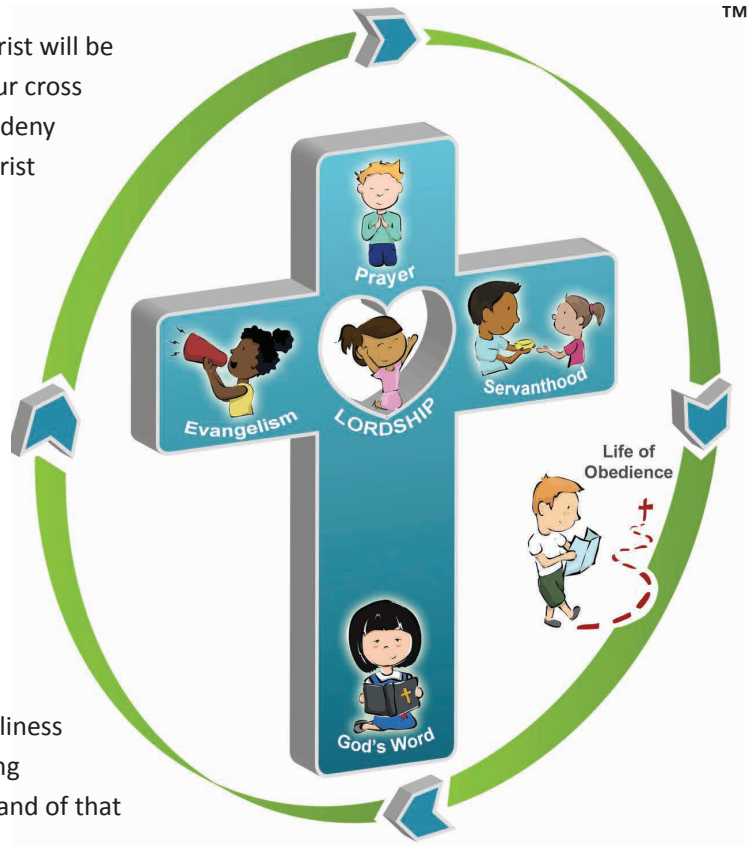 TM
rist will be
ur cross
deny
rist
Prayer
Servanthood
Evangelism
LORDSHIP
Life of
Obedience
God's Word
liness
ng
and of that